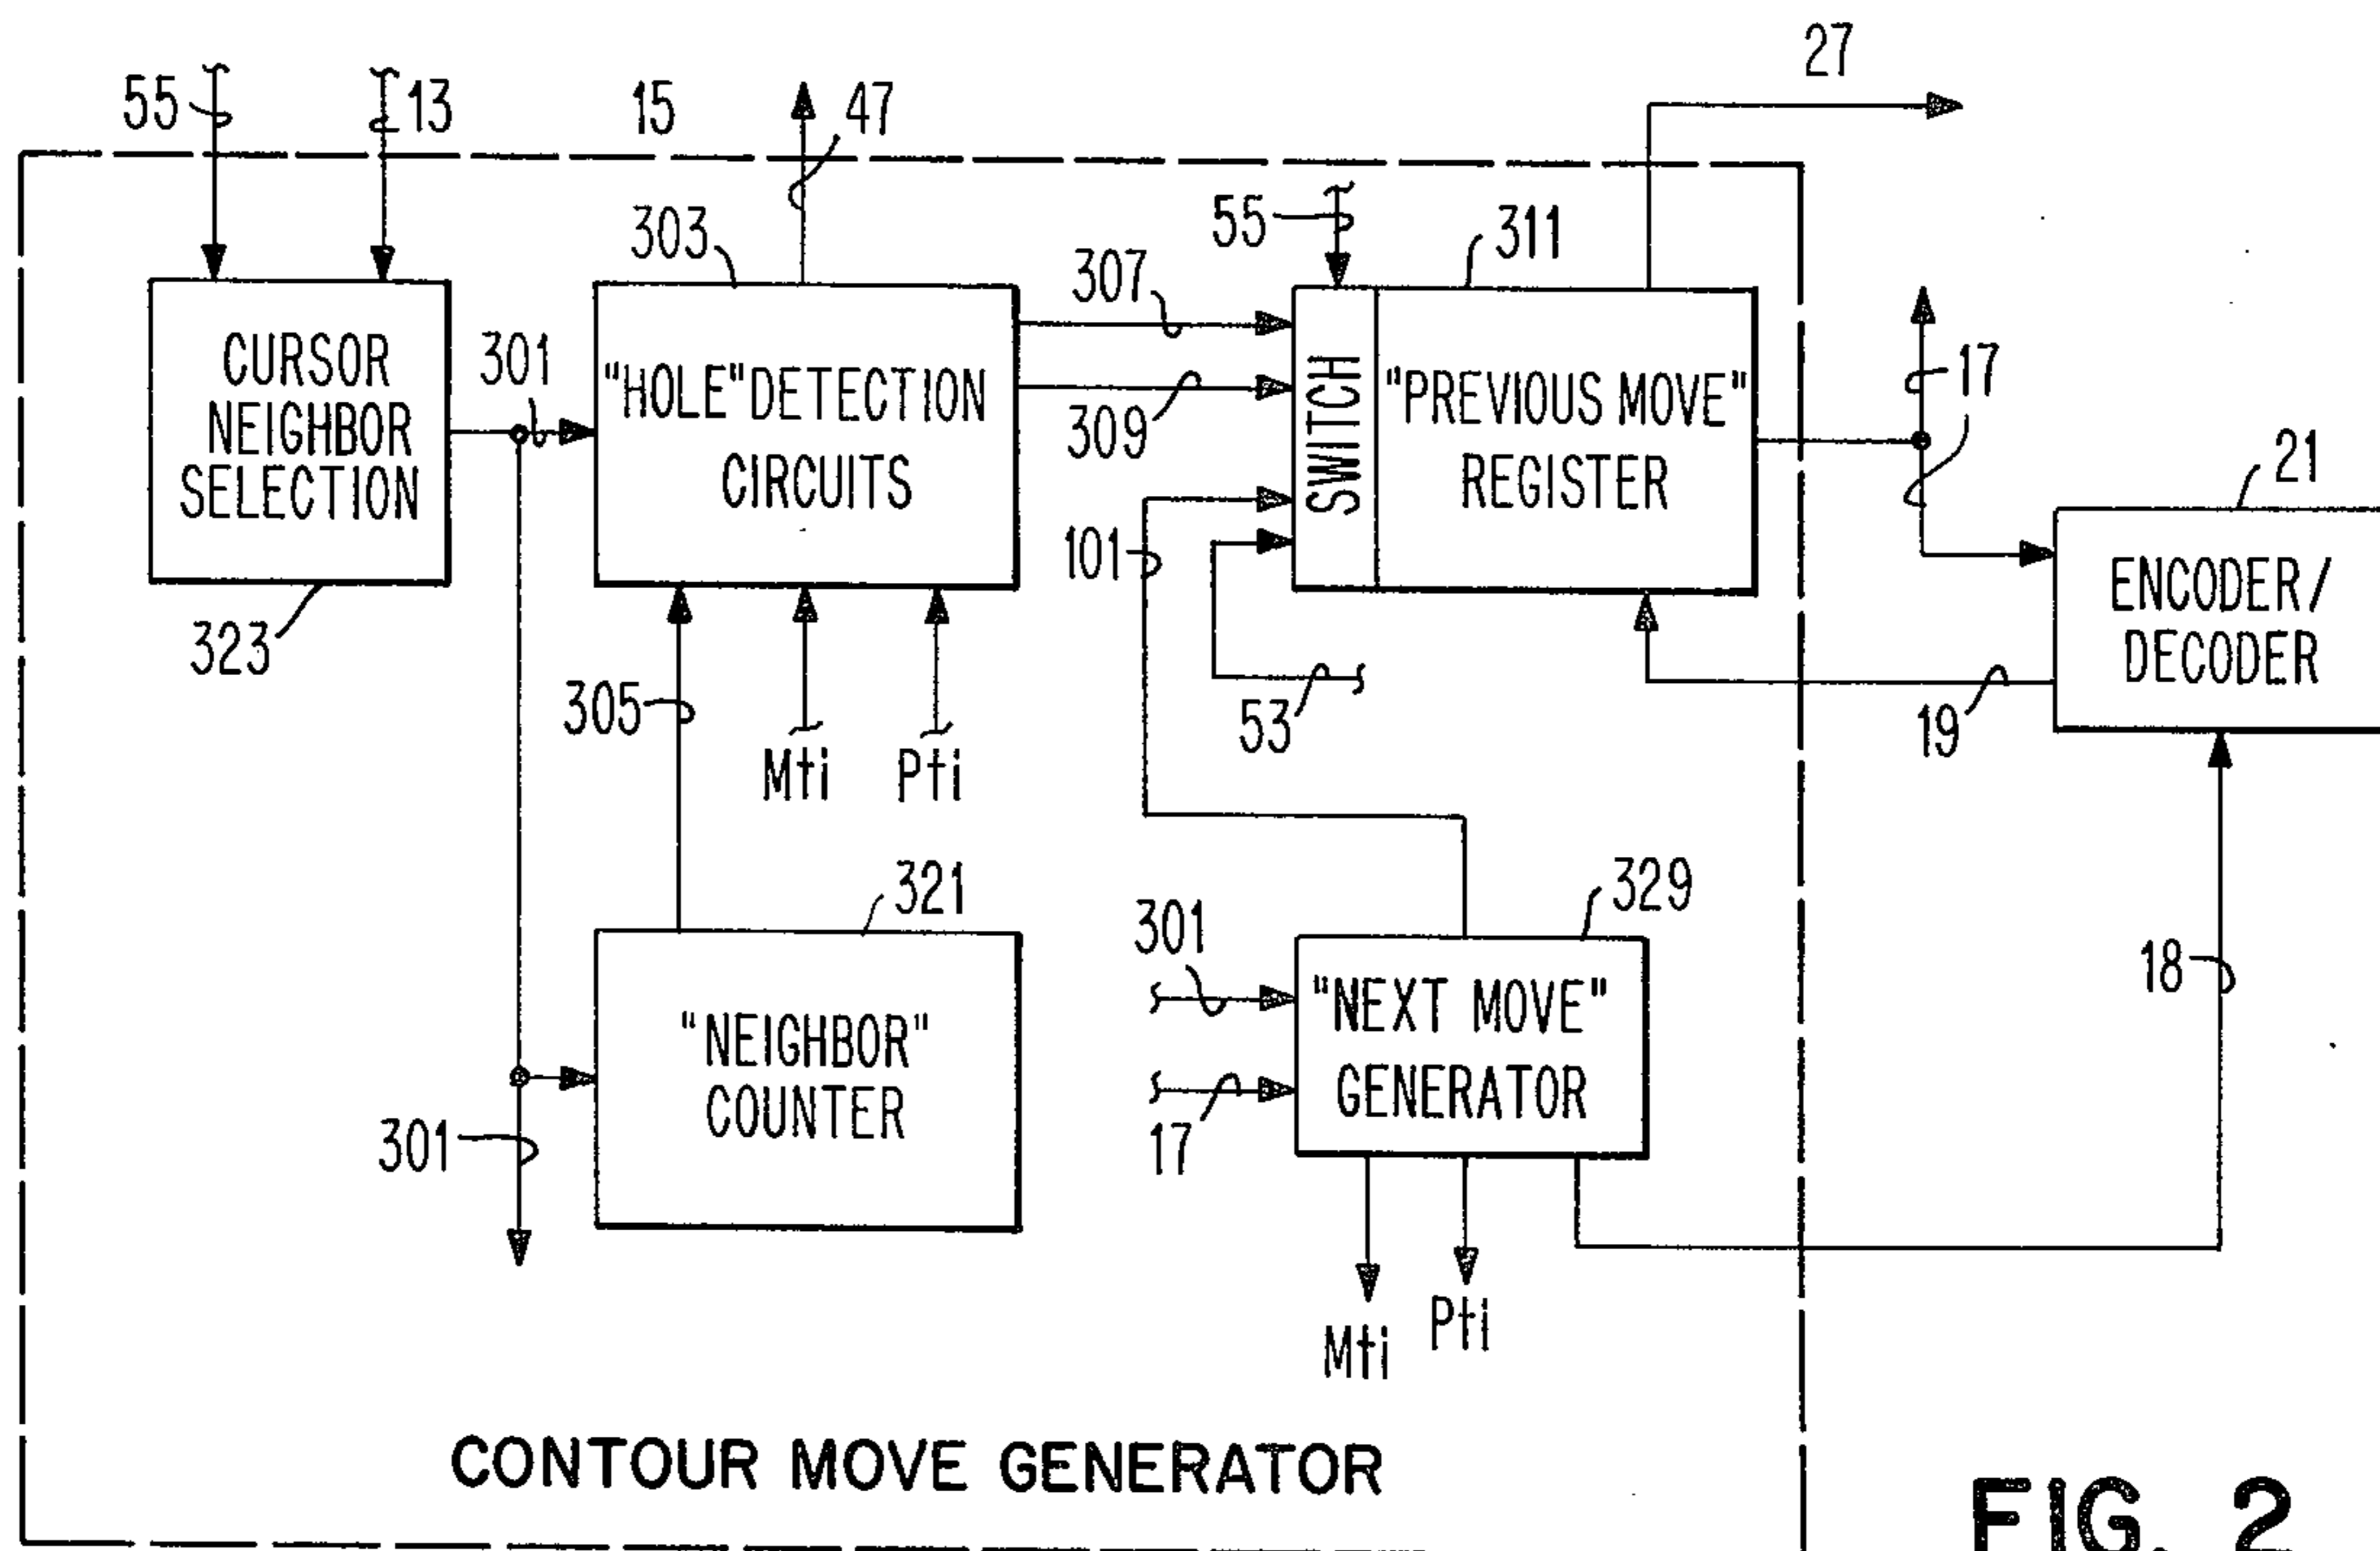 27
55
13
15
47
303
55
311
307
17
CURSOR
NEIGHBOR
SELECTION
301
"HOLE" DETECTION
CIRCUITS
309
SWITCH
"PREVIOUS MOVE"
REGISTER
21
101
ENCODER/
DECODER
323
305
53
19
Mti
Pti
321
301
329
18
"NEIGHBOR"
COUNTER
"NEXT MOVE"
GENERATOR
301
17
Mti
Pti
CONTOUR MOVE GENERATOR
FIG. 2